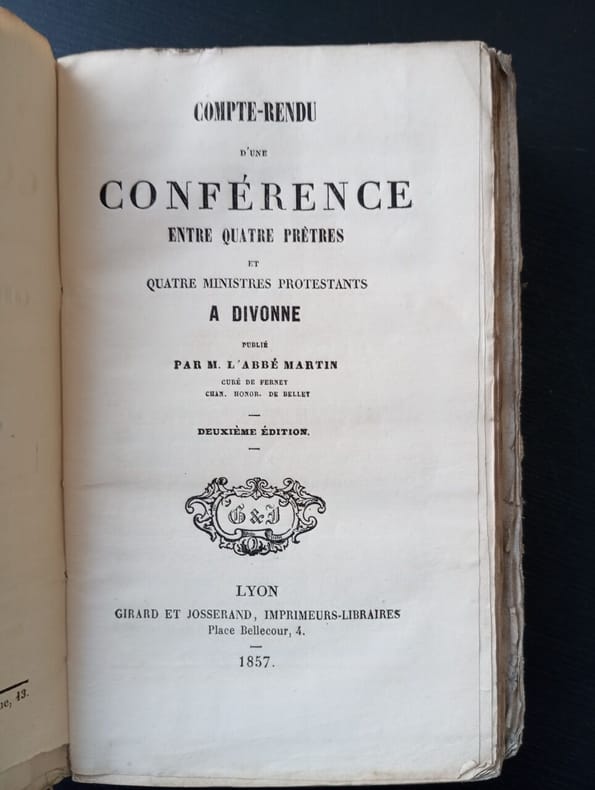 COMPTE-RENDU
D'UNE
CONFÉRENCE
ENTRE QUATRE PRÊTRES
ET
QUATRE MINISTRES PROTESTANTS
A DIVONNE
PUBLIÉ
PAR M. L'ABBÉ MARTIN
CURÉ DE FERNEY
CHAN. HONOR. DE BELLEY
DEUXIÈME ÉDITION.
G & J
LYON
GIRARD ET JOSSERAND, IMPRIMEURS-LIBRAIRES
Place Bellecour, 4.
1857.
43.